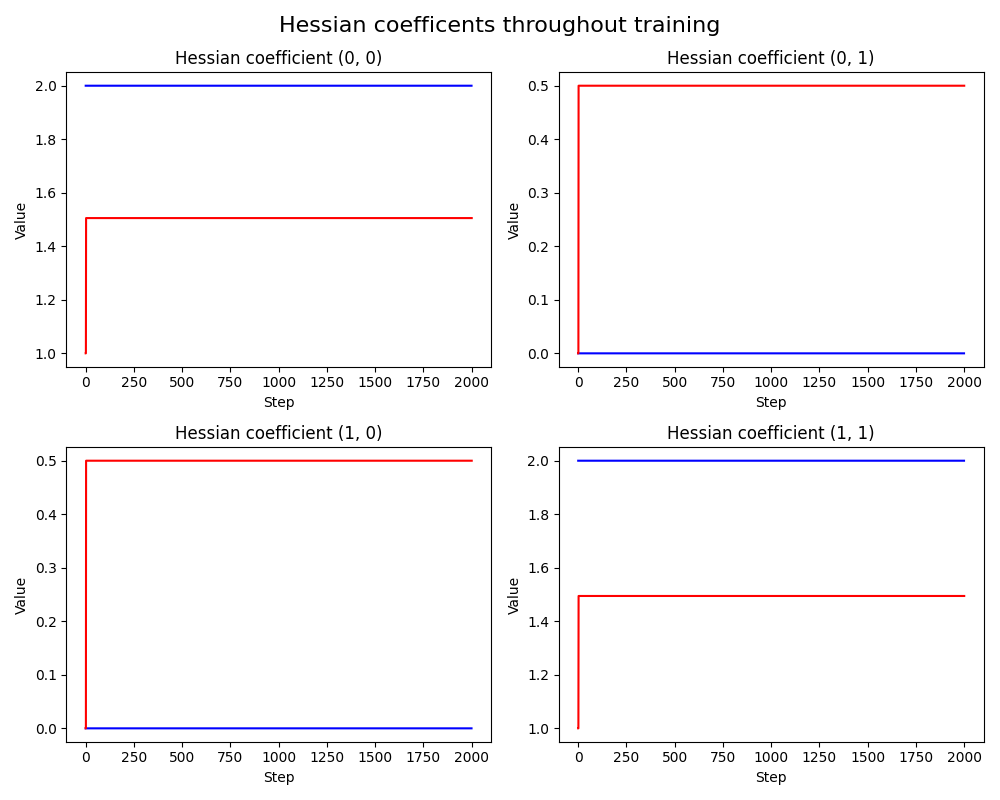 Hessian coefficents throughout training
Hessian coefficient (0, 0)
2.0
1.8
1.6
1.4
1.2
1.0
Value
0 250 500 750 1000 1250 1500 1750 2000
Step
Hessian coefficient (0, 1)
0.5
0.4
0.3
0.2
0.1
0.0
Value
0 250 500 750 1000 1250 1500 1750 2000
Step
Hessian coefficient (1, 0)
0.5
0.4
0.3
0.2
0.1
0.0
Value
0 250 500 750 1000 1250 1500 1750 2000
Step
Hessian coefficient (1, 1)
2.0
1.8
1.6
1.4
1.2
1.0
Value
0 250 500 750 1000 1250 1500 1750 2000
Step